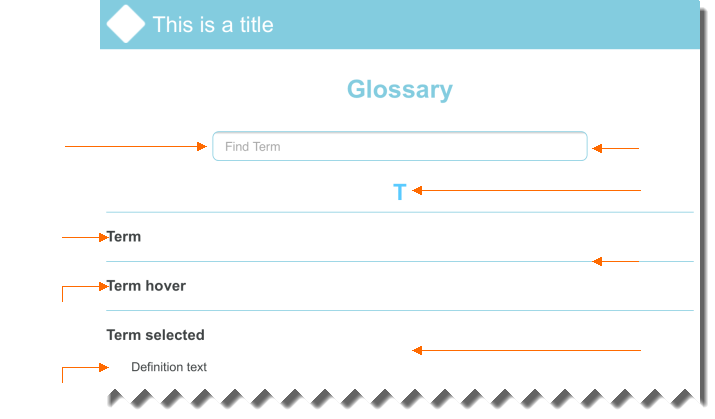 This is a title
Glossary
Find Term
T
Term
Term hover
Term selected
Definition text